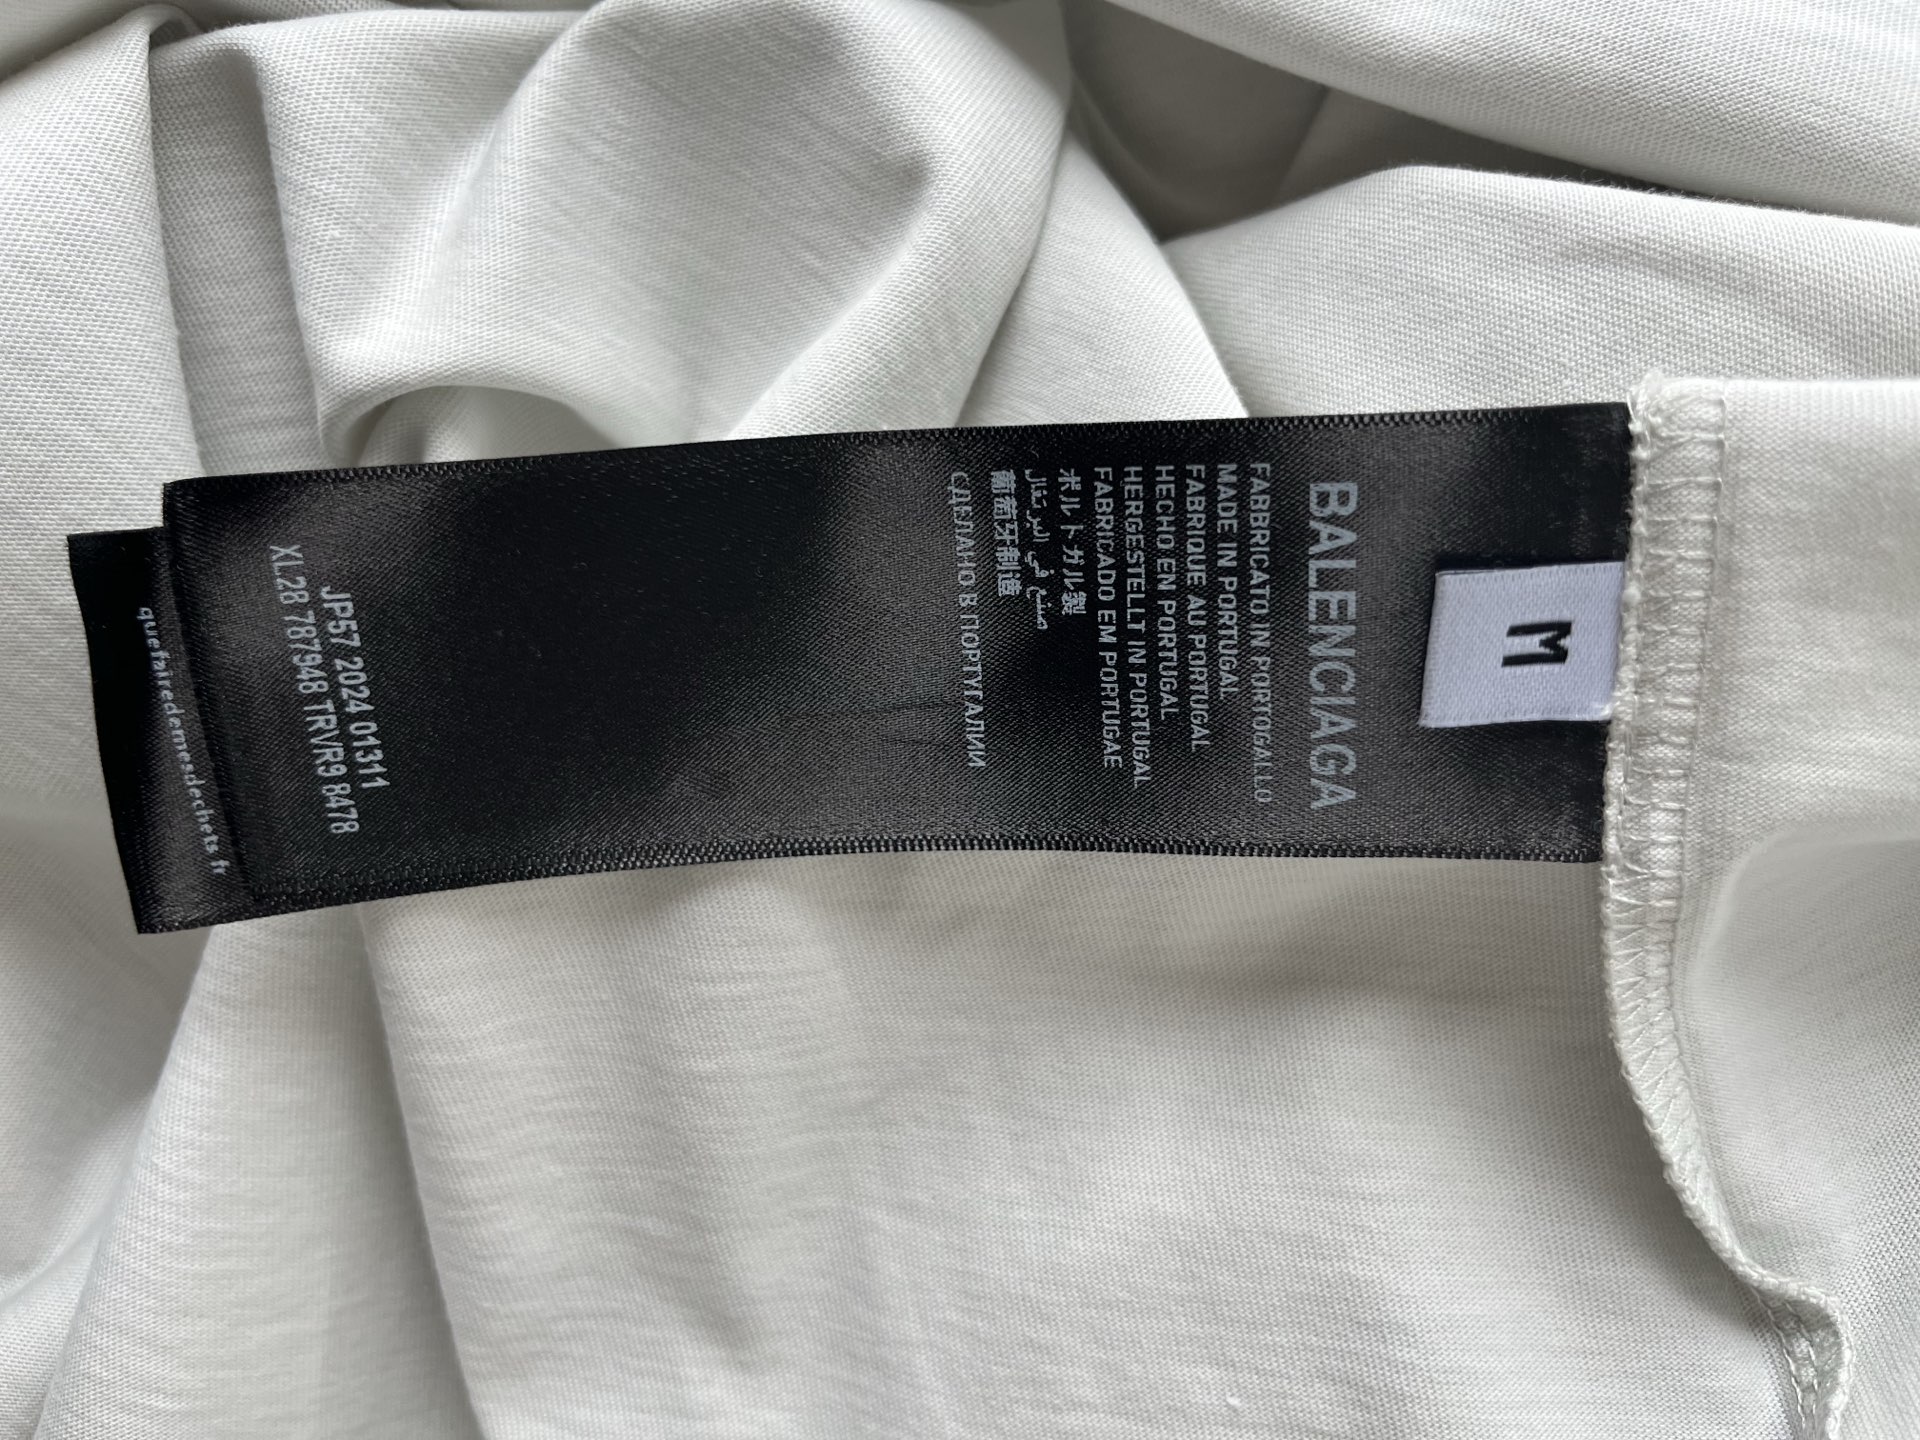 M
BALENCIAGA
FABBRICATO IN PORTOGALLO
MADE IN PORTUGAL
FABRIQUE AU PORTUGAL
HECHO EN PORTUGAL
HERGESTELLT IN PORTUGAL
FABRICADO EM PORTUGAE
ポルトガル製
صنع في البرتغال
葡萄牙制造
СДЕЛАНО В ПОРТУГАЛИИ
JP57 2024 01311
XL28 787948 TRVR9 8478
quefairedemesdechets.fr